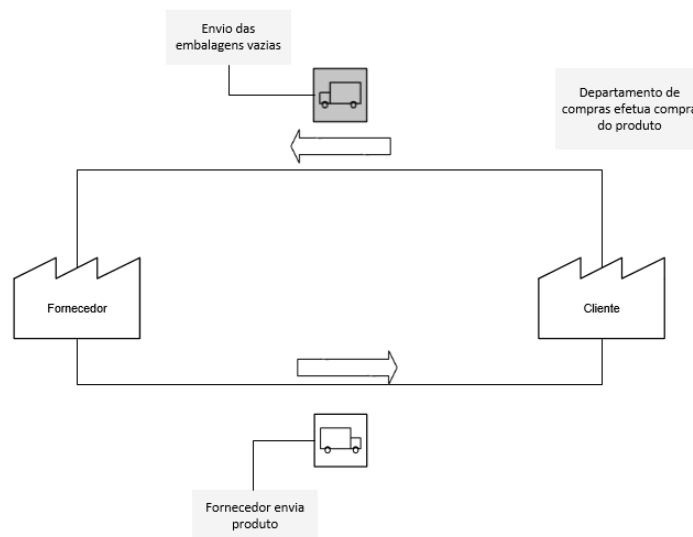 Envio das
embalagens vazias
Departamento de
compras efetua compra
do produto
Fornecedor
Cliente
Fornecedor envia
produto